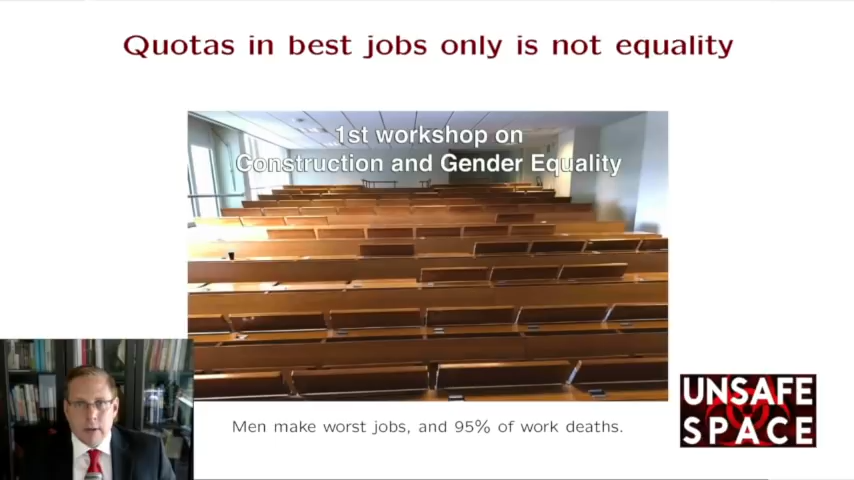 Quotas in best jobs only is not equality
1st workshop on
Construction and Gender Equality
Men make worst jobs, and 95% of work deaths.
UNSAFE
SPACE